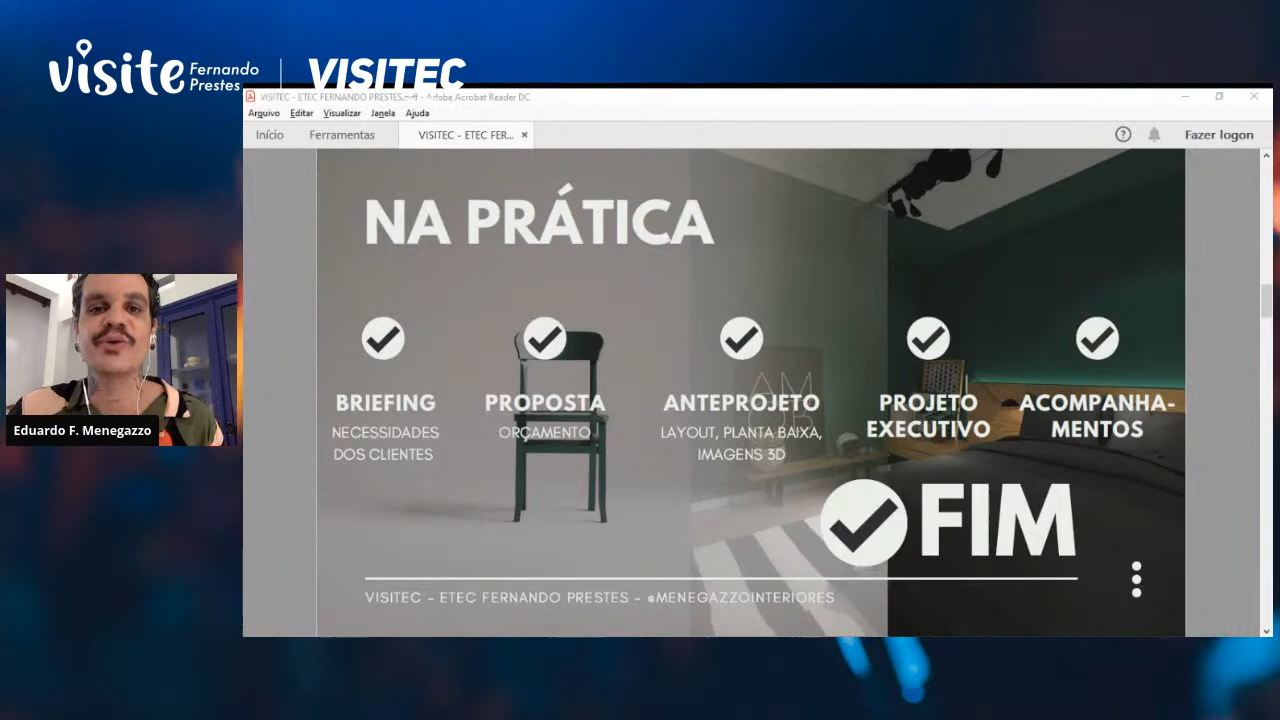 visite Fernando
Prestes
VISITEC
VISITEC - ETEC FERNANDO PRESTES.pdf - Adobe Acrobat Reader DC
Arquivo Editar Visualizar Janela Ajuda
Início Ferramentas VISITEC - ETEC FER... × Fazer logon
NA PRÁTICA
BRIEFING
NECESSIDADES
DOS CLIENTES
PROPOSTA
ORÇAMENTO
ANTEPROJETO
LAYOUT, PLANTA BAIXA,
IMAGENS 3D
PROJETO
EXECUTIVO
ACOMPANHA-
MENTOS
FIM
VISITEC - ETEC FERNANDO PRESTES - @MENEGAZZOINTERIORES
Eduardo F. Menegazzo